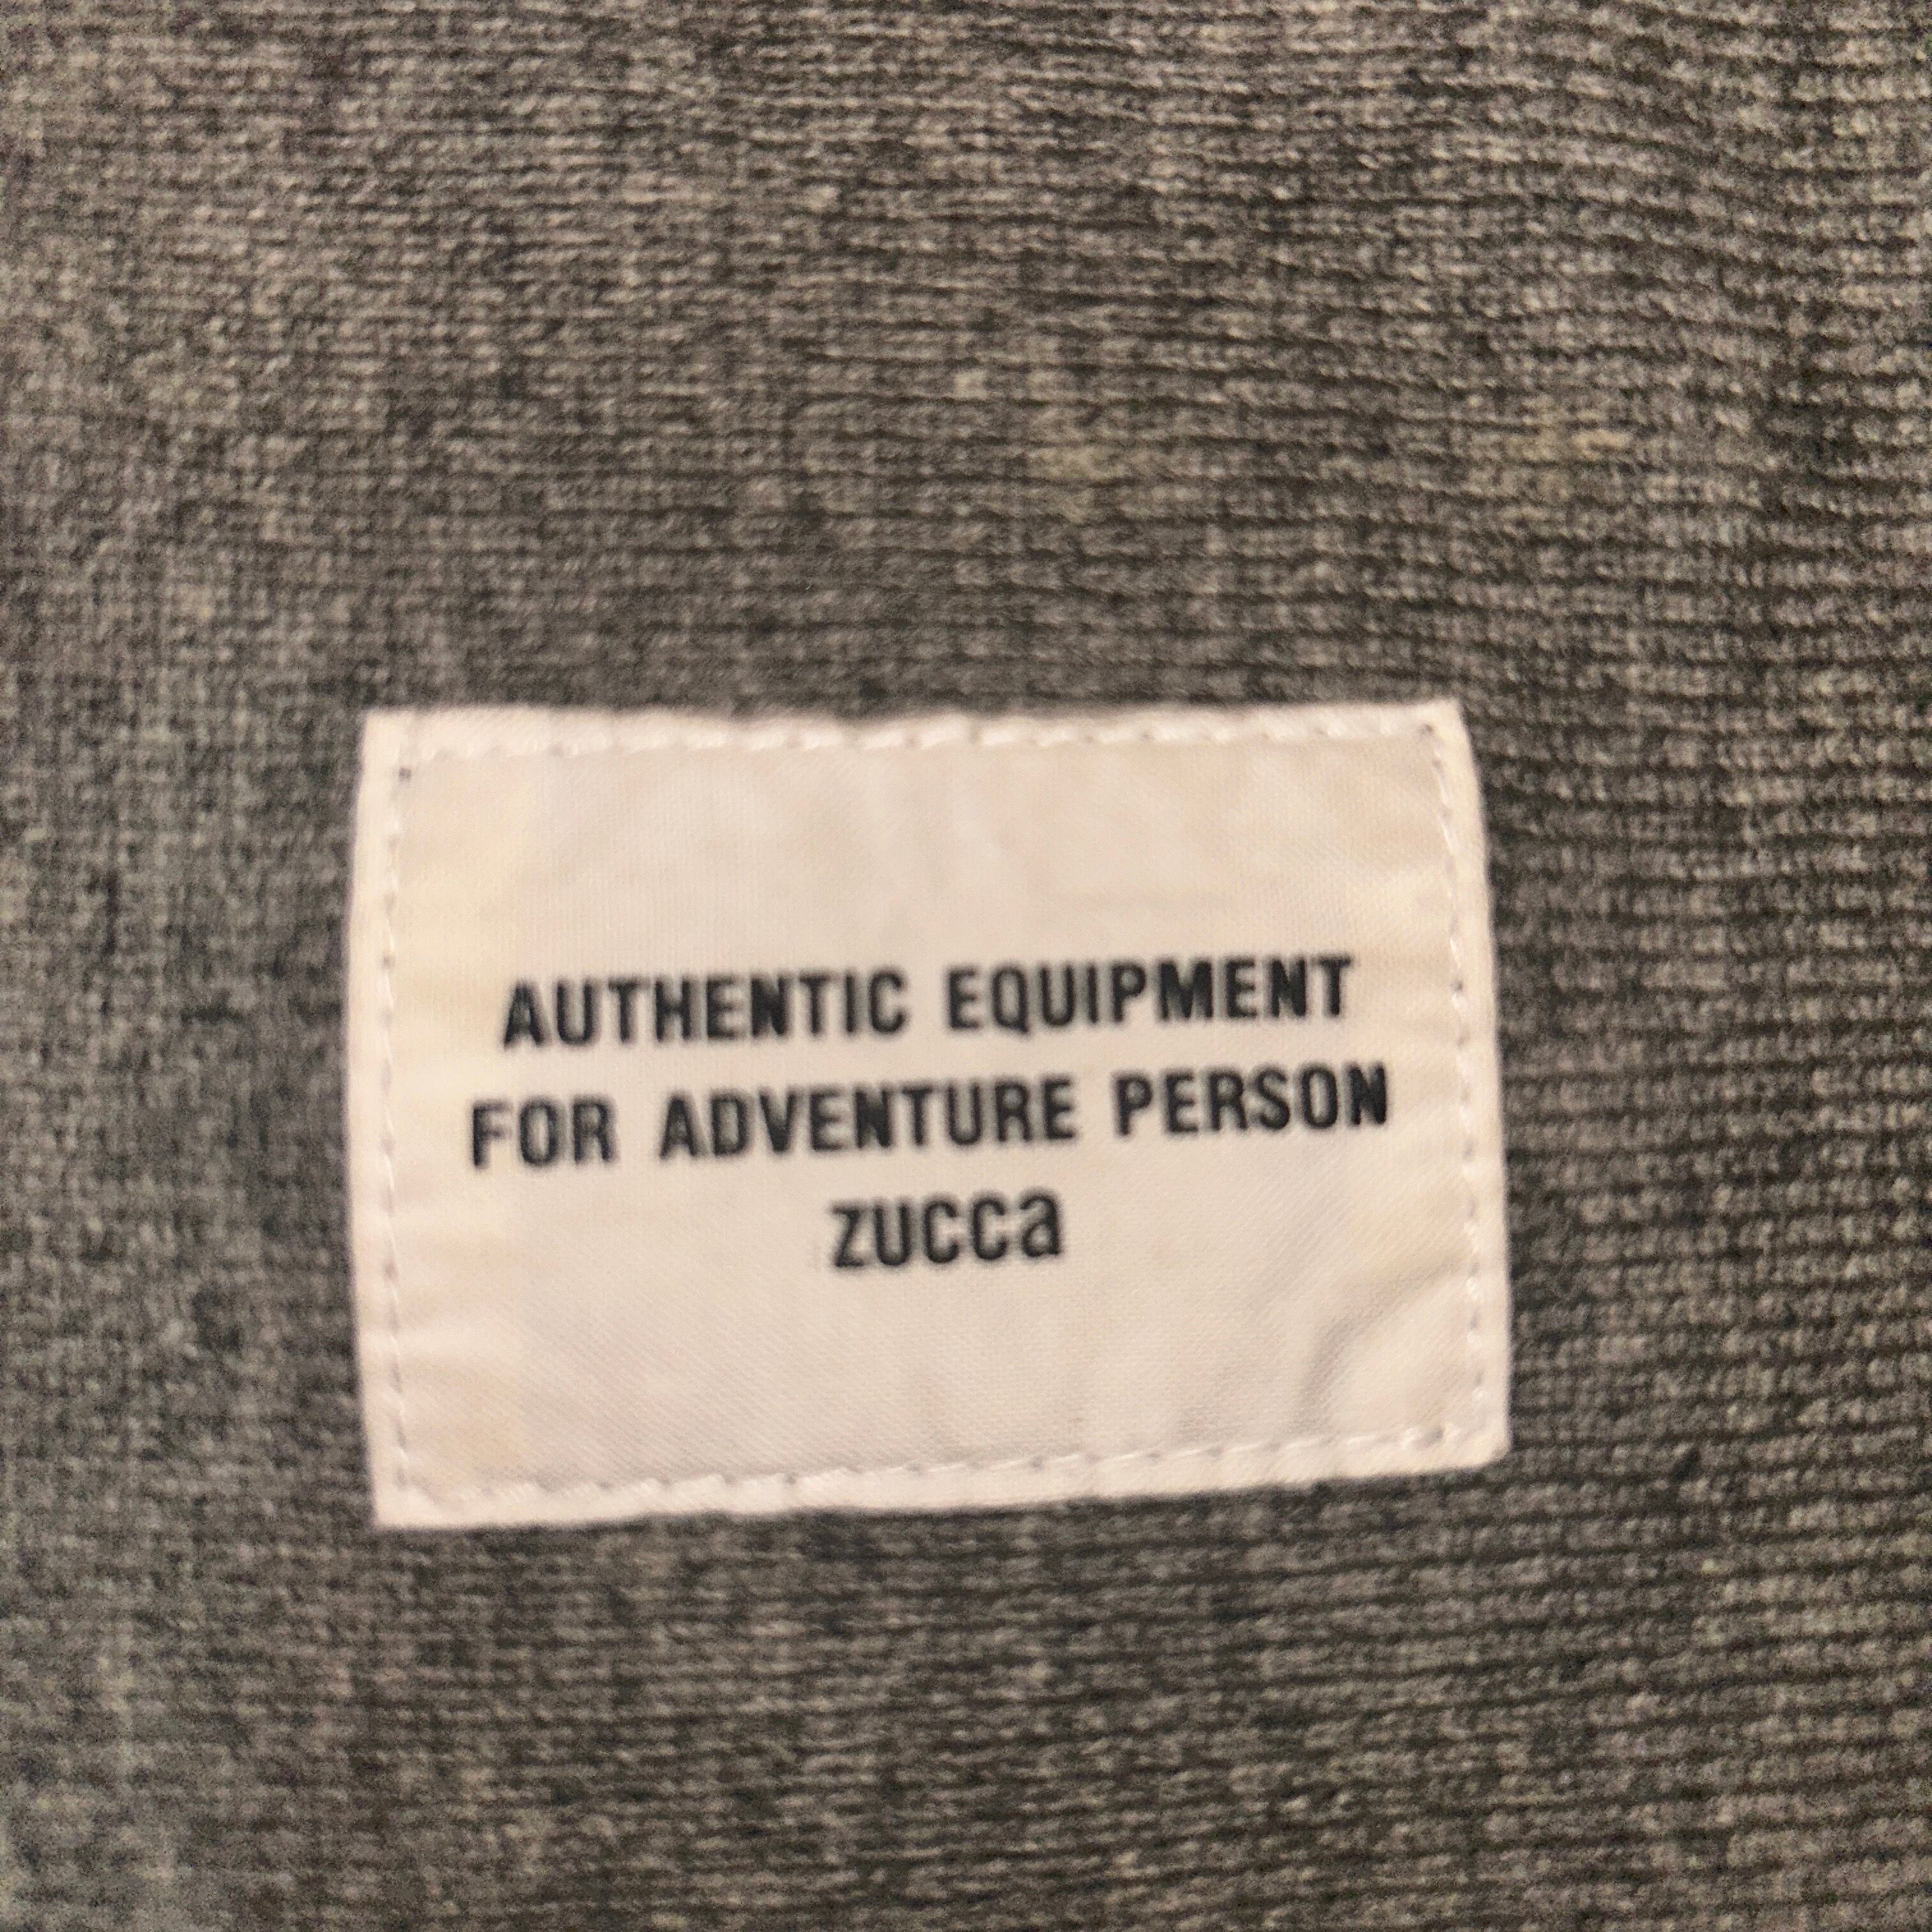 AUTHENTIC EQUIPMENT
FOR ADVENTURE PERSON
zucca